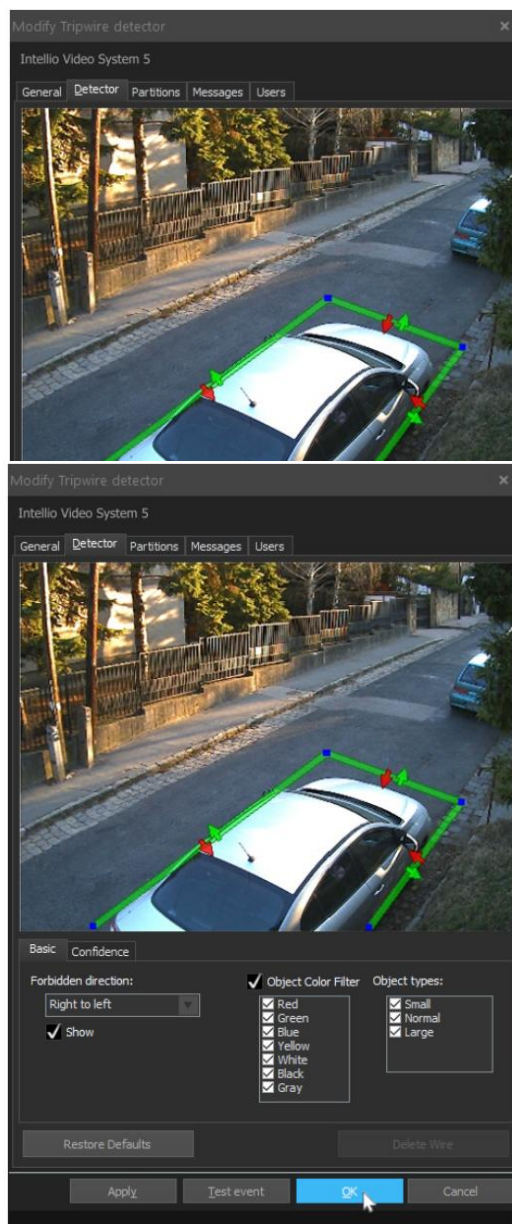 Modify Tripwire detector
Intellio Video System 5
General Detector Partitions Messages Users
Modify Tripwire detector
Intellio Video System 5
General Detector Partitions Messages Users
Basic Confidence
Forbidden direction: Object Color Filter Object types:
Right to left Red Small
Show Green Normal
Blue Large
Yellow
White
Black
Gray
Restore Defaults Delete Wire
Apply Test event OK Cancel